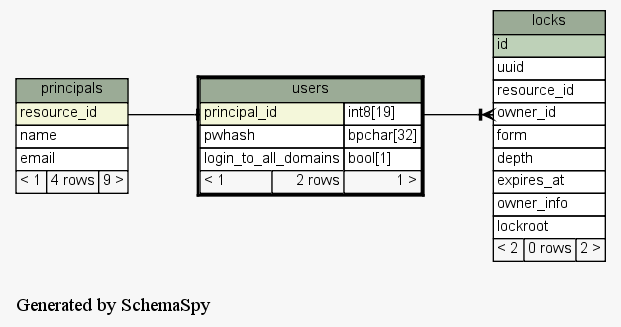 principals
resource_id
name
email
< 1 4 rows 9 >
users
principal_id int8[19]
pwhash bpchar[32]
login_to_all_domains bool[1]
< 1 2 rows 1 >
locks
id
uuid
resource_id
owner_id
form
depth
expires_at
owner_info
lockroot
< 2 0 rows 2 >
Generated by SchemaSpy